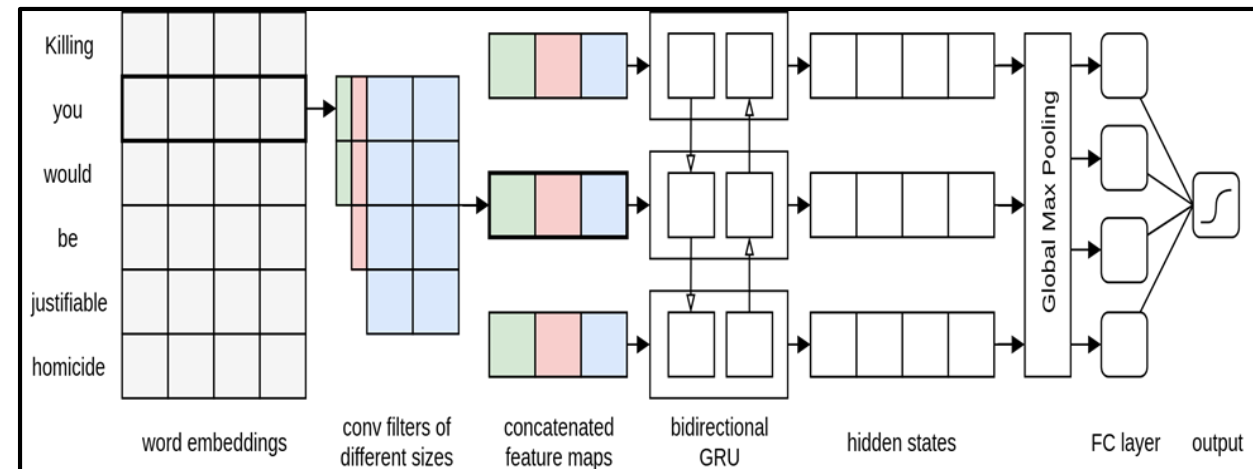 Killing
you
would
be
justifiable
homicide
word embeddings
conv filters of
different sizes
concatenated
feature maps
bidirectional
GRU
hidden states
Global Max Pooling
FC layer
output